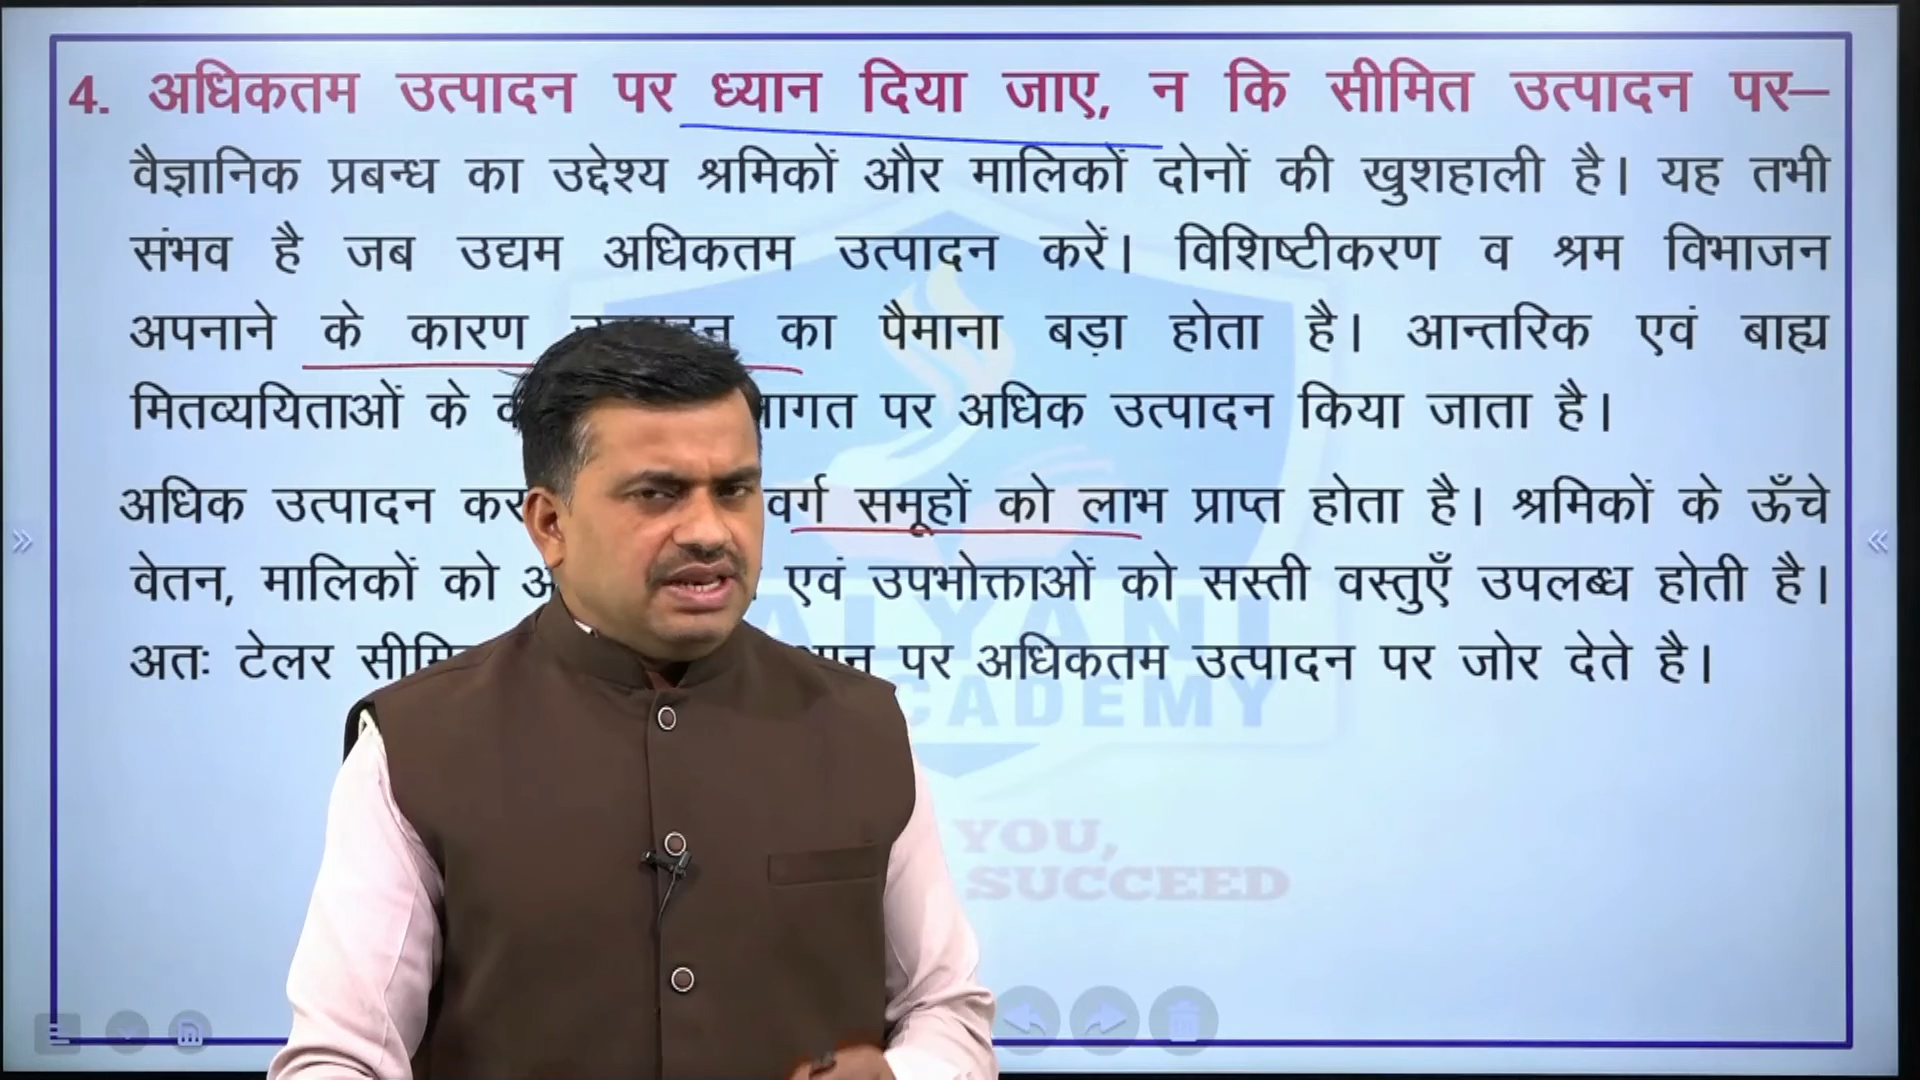 4. अधिकतम उत्पादन पर ध्यान दिया जाए, न कि सीमित उत्पादन पर–
वैज्ञानिक प्रबन्ध का उद्देश्य श्रमिकों और मालिकों दोनों की खुशहाली है। यह तभी
संभव है जब उद्यम अधिकतम उत्पादन करें। विशिष्टीकरण व श्रम विभाजन
अपनाने के कारण का पैमाना बड़ा होता है। आन्तरिक एवं बाह्य
मितव्ययिताओं के पर अधिक उत्पादन किया जाता है।
अधिक उत्पादन वर्ग समूहों को लाभ प्राप्त होता है। श्रमिकों के ऊँचे
वेतन, मालिकों को एवं उपभोक्ताओं को सस्ती वस्तुएँ उपलब्ध होती है।
अतः टेलर पर अधिकतम उत्पादन पर जोर देते है।
YOU,
SUCCEED